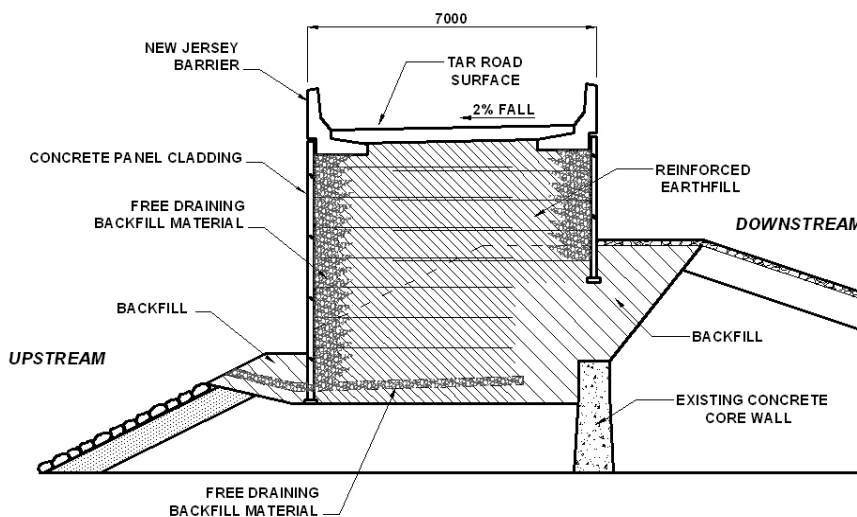 7000
NEW JERSEY
BARRIER
TAR ROAD
SURFACE
2% FALL
CONCRETE PANEL CLADDING
REINFORCED
EARTHFILL
FREE DRAINING
BACKFILL MATERIAL
DOWNSTREAM
BACKFILL
BACKFILL
UPSTREAM
EXISTING CONCRETE
CORE WALL
FREE DRAINING
BACKFILL MATERIAL